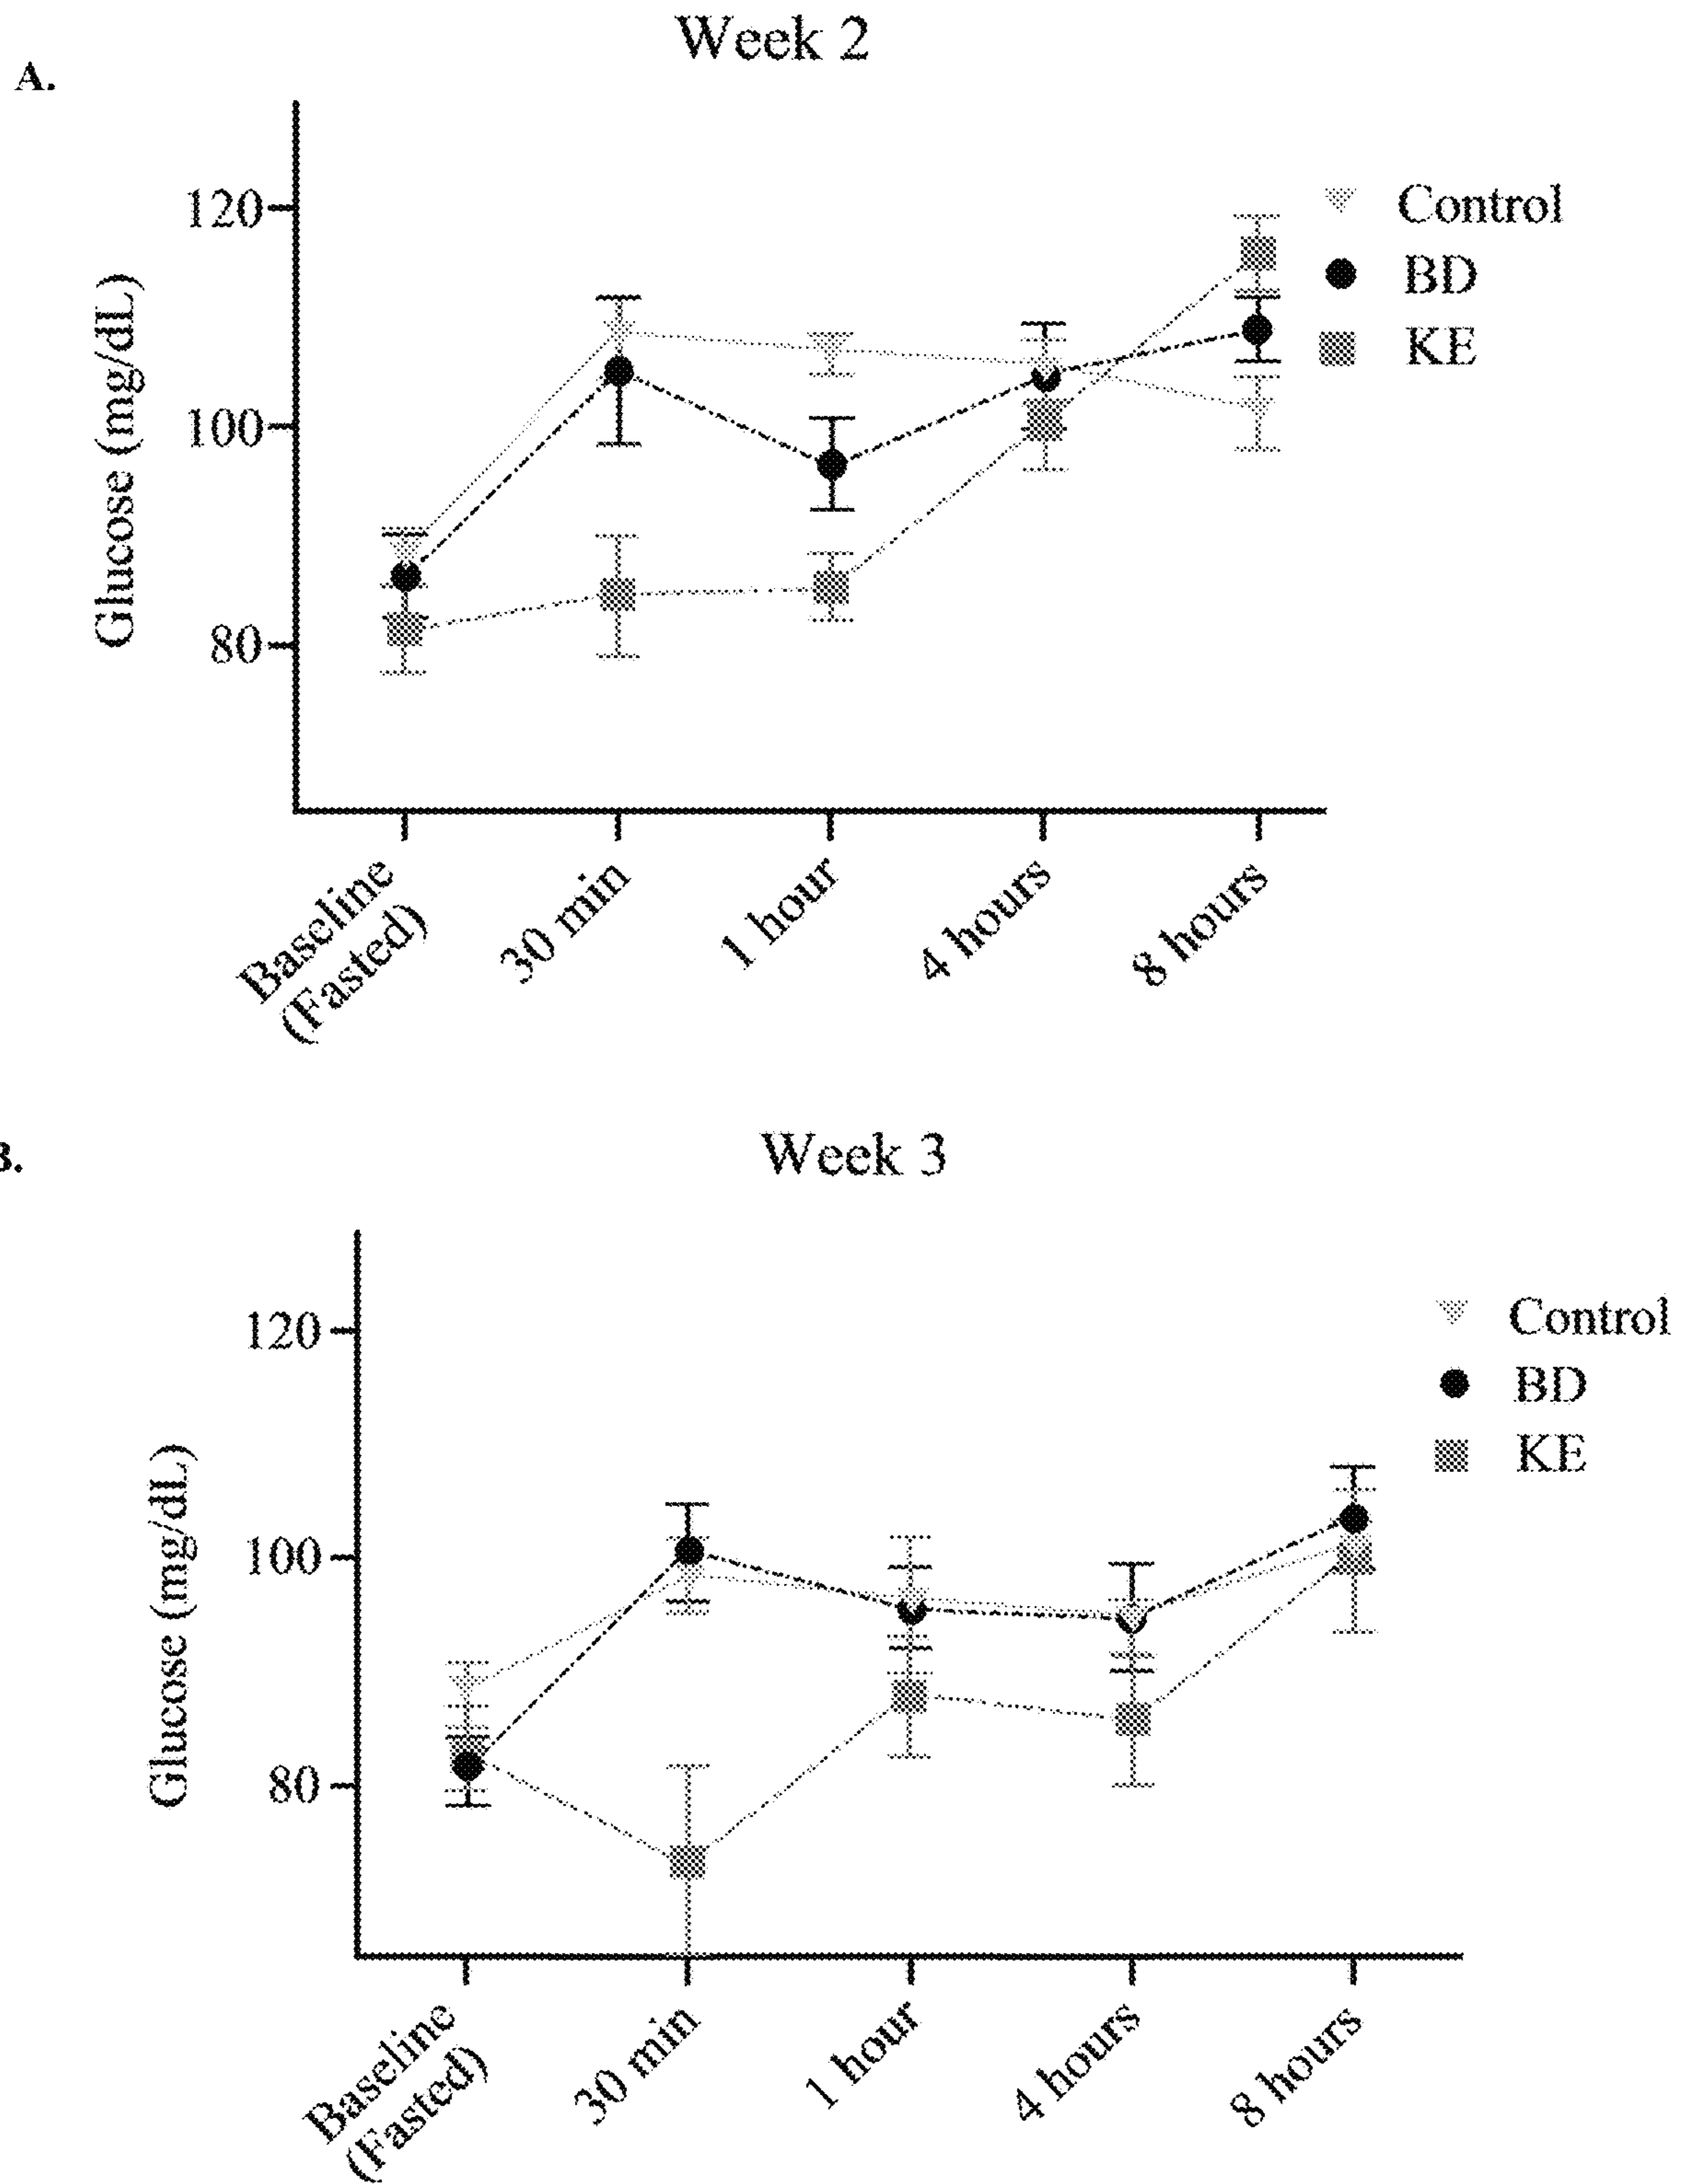 Week 2
A.
120
100
80
Glucose (mg/dL)
Control
BD
KE
Baseline
(Fasted)
30 min
1 hour
4 hours
8 hours
B.
Week 3
120
100
80
Glucose (mg/dL)
Control
BD
KE
Baseline
(Fasted)
30 min
1 hour
4 hours
8 hours